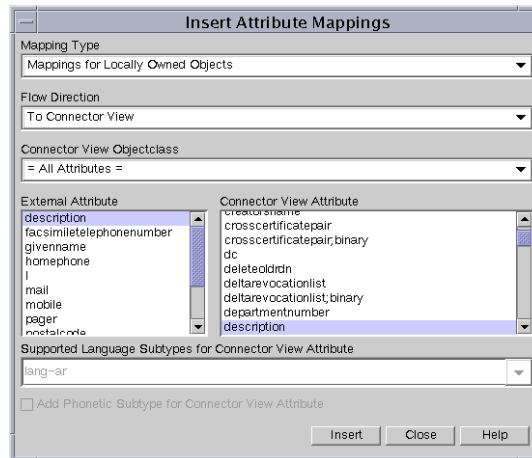 Insert Attribute Mappings
Mapping Type
Mappings for Locally Owned Objects
Flow Direction
To Connector View
Connector View Objectclass
= All Attributes =
External Attribute
description
facsimiletelephonenumber
givenname
homephone
l
mail
mobile
pager
postalcode
Connector View Attribute
creatorsname
crosscertificatepair
crosscertificatepair;binary
dc
deleteoldrdn
deltarevocationlist
deltarevocationlist;binary
departmentnumber
description
Supported Language Subtypes for Connector View Attribute
lang-ar
Add Phonetic Subtype for Connector View Attribute
Insert
Close
Help